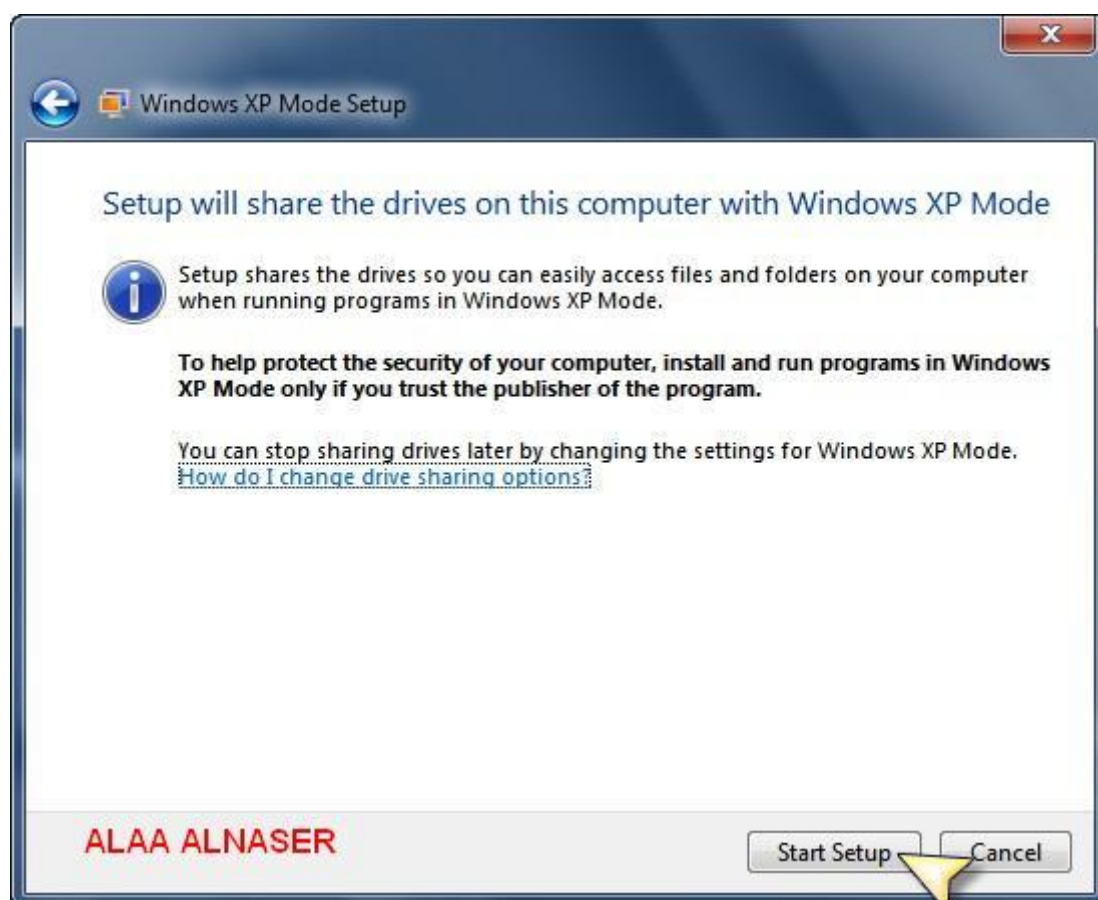 Windows XP Mode Setup
Setup will share the drives on this computer with Windows XP Mode
Setup shares the drives so you can easily access files and folders on your computer
when running programs in Windows XP Mode.
To help protect the security of your computer, install and run programs in Windows
XP Mode only if you trust the publisher of the program.
You can stop sharing drives later by changing the settings for Windows XP Mode.
How do I change drive sharing options?
ALAA ALNASER
Start Setup Cancel